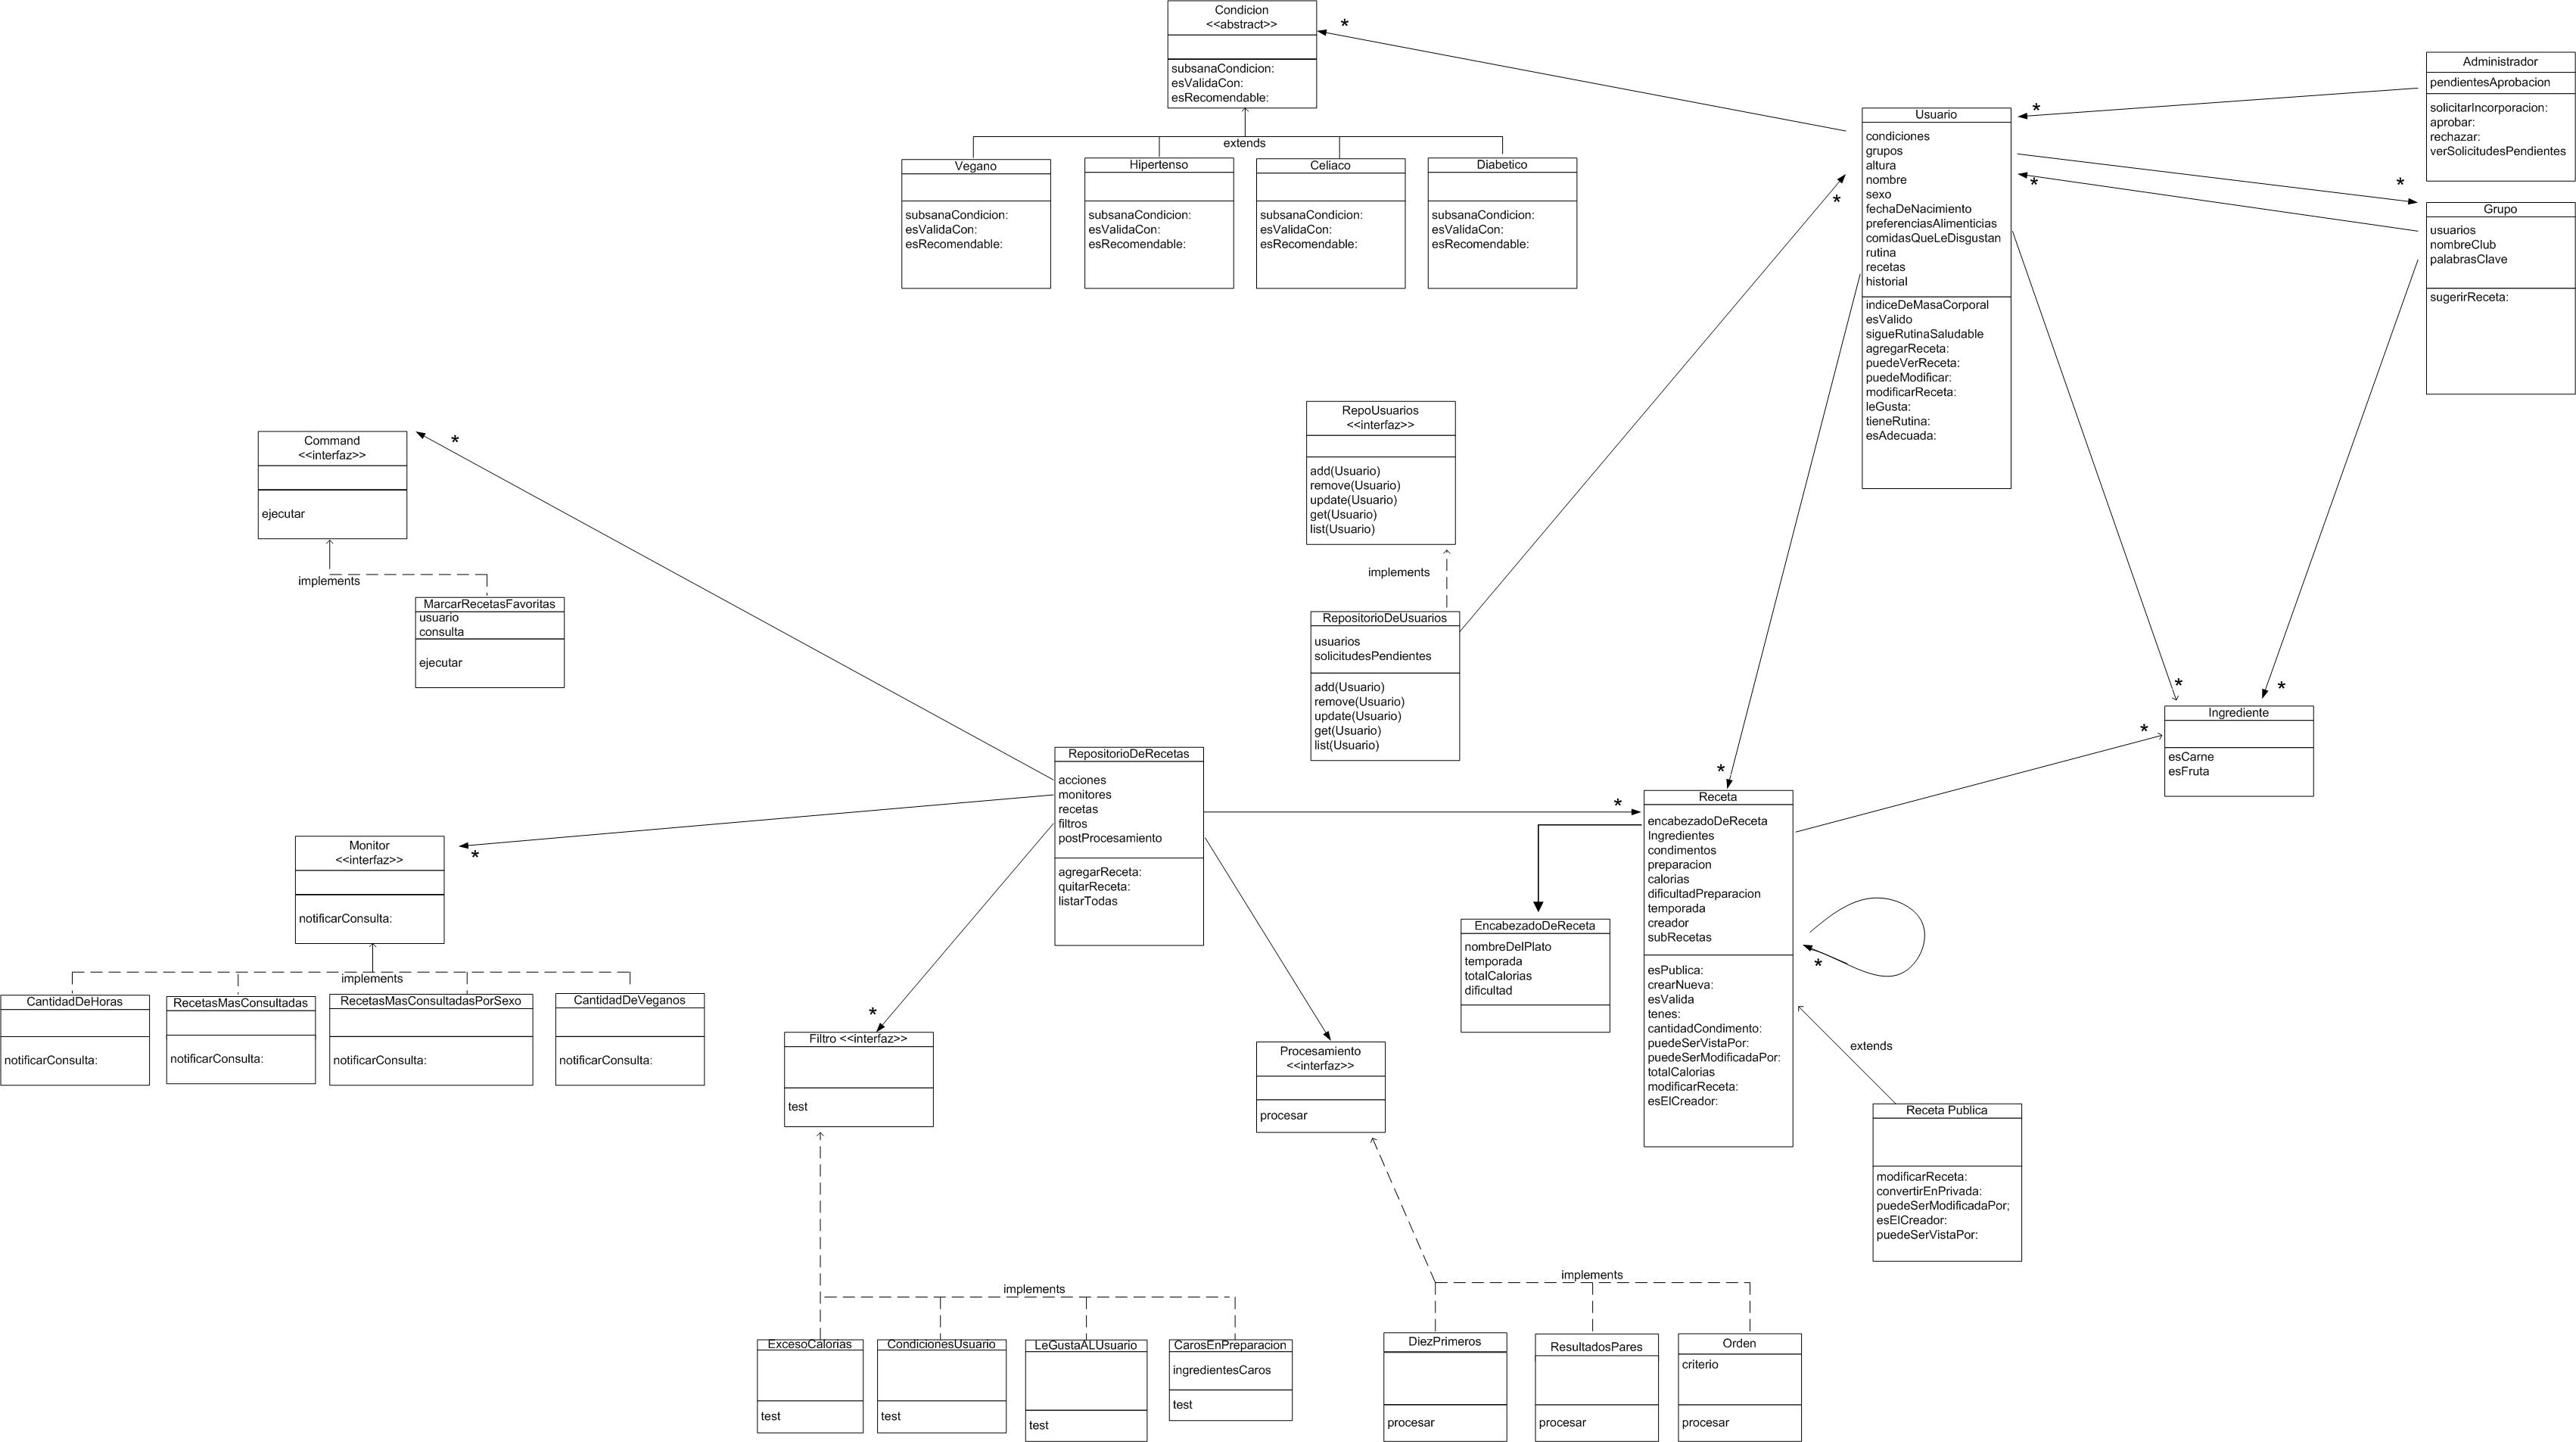 Condicion
<<abstract>>
subsanaCondicion:
esValidaCon:
esRecomendable:
*
extends
Vegano
subsanaCondicion:
esValidaCon:
esRecomendable:
Hipertenso
subsanaCondicion:
esValidaCon:
esRecomendable:
Celiaco
subsanaCondicion:
esValidaCon:
esRecomendable:
Diabetico
subsanaCondicion:
esValidaCon:
esRecomendable:
Administrador
pendientesAprobacion
solicitarIncorporacion:
aprobar:
rechazar:
verSolicitudesPendientes
*
Usuario
condiciones
grupos
altura
nombre
sexo
fechaDeNacimiento
preferenciasAlimenticias
comidasQueLeDisgustan
rutina
recetas
historial
indiceDeMasaCorporal
esValido
sigueRutinaSaludable
agregarReceta:
puedeVerReceta:
puedeModificar:
modificarReceta:
leGusta:
tieneRutina:
esAdecuada:
*
*
*
Grupo
usuarios
nombreClub
palabrasClave
sugerirReceta:
RepoUsuarios
<<interfaz>>
add(Usuario)
remove(Usuario)
update(Usuario)
get(Usuario)
list(Usuario)
implements
RepositorioDeUsuarios
usuarios
solicitudesPendientes
add(Usuario)
remove(Usuario)
update(Usuario)
get(Usuario)
list(Usuario)
Command
<<interfaz>>
ejecutar
*
implements
MarcarRecetasFavoritas
usuario
consulta
ejecutar
*
*
Ingrediente
esCarne
esFruta
*
RepositorioDeRecetas
acciones
monitores
recetas
filtros
postProcesamiento
agregarReceta:
quitarReceta:
listarTodas
*
*
Receta
encabezadoDeReceta
Ingredientes
condimentos
preparacion
calorias
dificultadPreparacion
temporada
creador
subRecetas
esPublica:
crearNueva:
esValida
tenes:
cantidadCondimento:
puedeSerVistaPor:
puedeSerModificadaPor:
totalCalorias
modificarReceta:
esElCreador:
*
EncabezadoDeReceta
nombreDelPlato
temporada
totalCalorias
dificultad
extends
Receta Publica
modificarReceta:
convertirEnPrivada:
puedeSerModificadaPor;
esElCreador:
puedeSerVistaPor:
Monitor
<<interfaz>>
notificarConsulta:
*
implements
CantidadDeHoras
notificarConsulta:
RecetasMasConsultadas
notificarConsulta:
RecetasMasConsultadasPorSexo
notificarConsulta:
CantidadDeVeganos
notificarConsulta:
*
Filtro <<interfaz>>
test
Procesamiento
<<interfaz>>
procesar
implements
ExcesoCalorias
test
CondicionesUsuario
test
LeGustaALUsuario
test
CarosEnPreparacion
ingredientesCaros
test
implements
DiezPrimeros
procesar
ResultadosPares
procesar
Orden
criterio
procesar